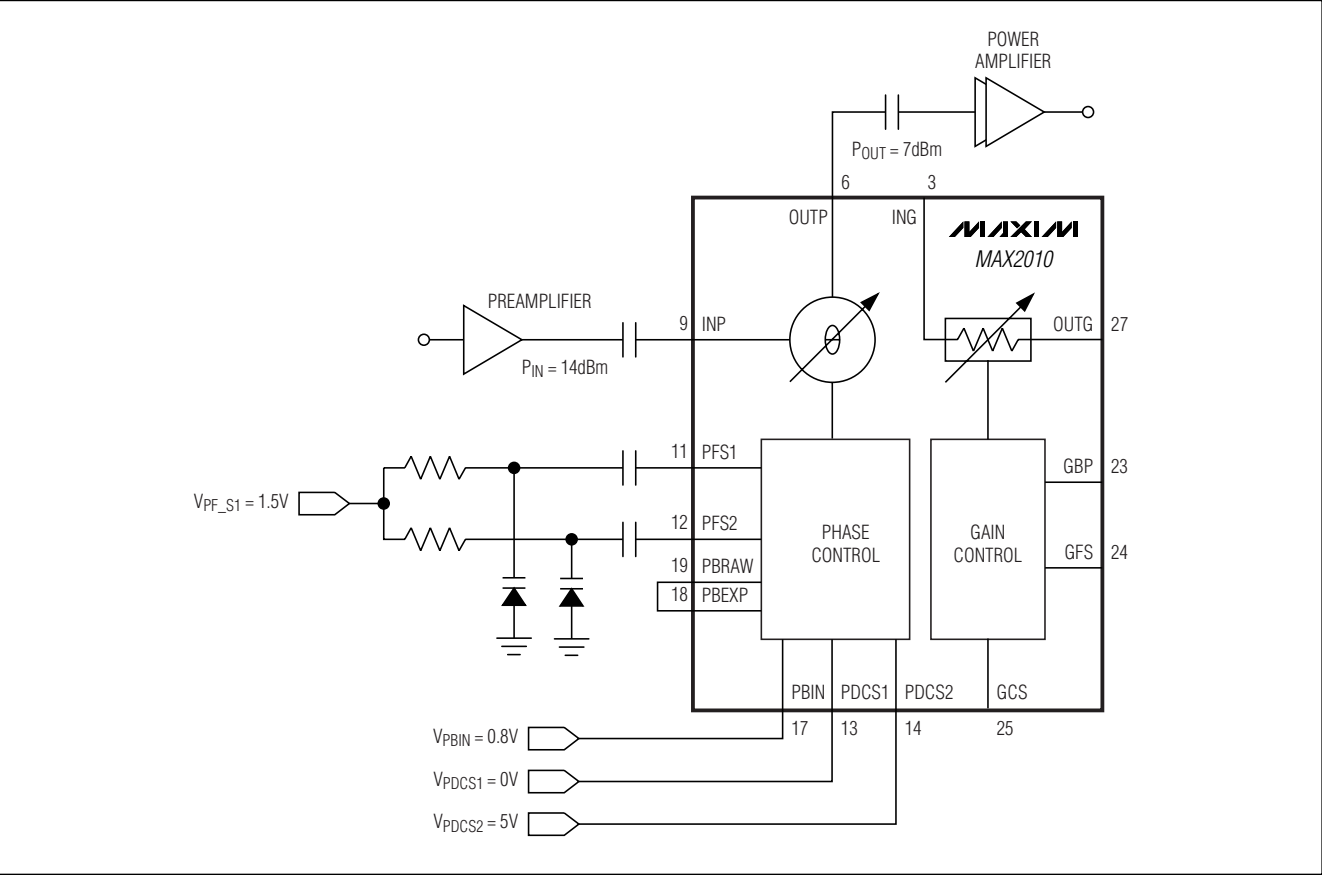 POWER
AMPLIFIER
POUT = 7dBm
6
3
OUTP
ING
MAXIM
MAX2010
PREAMPLIFIER
9
INP
OUTG
27
PIN = 14dBm
θ
11
PFS1
GBP
23
VPF_S1 = 1.5V
12
PFS2
PHASE
CONTROL
GAIN
CONTROL
GFS
24
19
PBRAW
18
PBEXP
PBIN
PDCS1
PDCS2
GCS
17
13
14
25
VPBIN = 0.8V
VPDCS1 = 0V
VPDCS2 = 5V